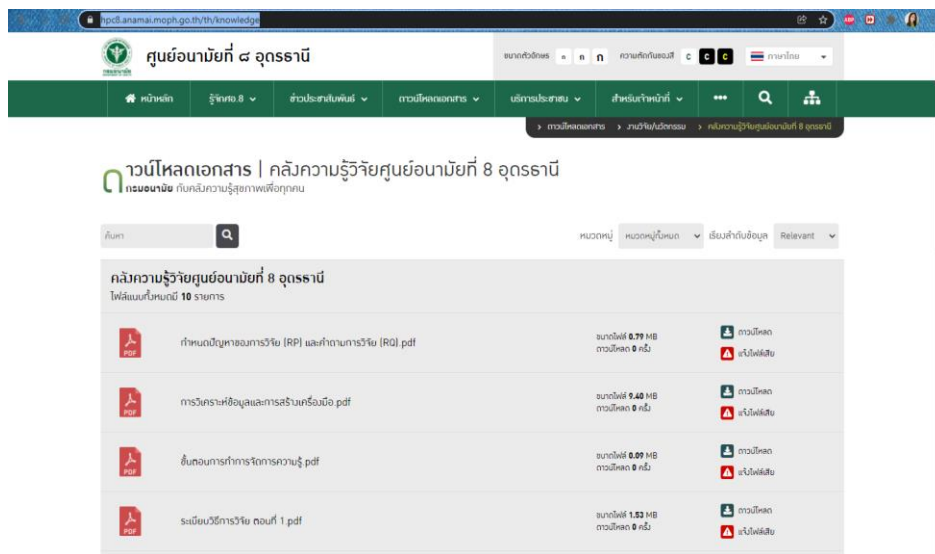 hpc8.anamai.moph.go.th/th/knowledge
ศูนย์อนามัยที่ ๘ อุดรธานี
ขนาดตัวอักษร ก ก ก ความตัดกันของสี C C C ภาษาไทย
หน้าหลัก รู้จักศอ.8 ข่าวประชาสัมพันธ์ ดาวน์โหลดเอกสาร บริการประชาชน สำหรับเจ้าหน้าที่
> ดาวน์โหลดเอกสาร > งานวิจัย/นวัตกรรม > คลังความรู้วิจัยศูนย์อนามัยที่ 8 อุดรธานี
ดาวน์โหลดเอกสาร | คลังความรู้วิจัยศูนย์อนามัยที่ 8 อุดรธานี
กรมอนามัย กับคลังความรู้สุขภาพเพื่อทุกคน
ค้นหา หมวดหมู่ หมวดหมู่ทั้งหมด เรียงลำดับข้อมูล Relevant
คลังความรู้วิจัยศูนย์อนามัยที่ 8 อุดรธานี
ไฟล์แนบทั้งหมดมี 10 รายการ
PDF กำหนดปัญหาของการวิจัย (RP) และคำถามการวิจัย (RQ).pdf
ขนาดไฟล์ 0.79 MB ดาวน์โหลด
ดาวน์โหลด 0 ครั้ง แจ้งไฟล์เสีย
PDF การวิเคราะห์ข้อมูลและการสร้างเครื่องมือ.pdf
ขนาดไฟล์ 9.40 MB ดาวน์โหลด
ดาวน์โหลด 0 ครั้ง แจ้งไฟล์เสีย
PDF ขั้นตอนการทำการจัดการความรู้.pdf
ขนาดไฟล์ 0.09 MB ดาวน์โหลด
ดาวน์โหลด 0 ครั้ง แจ้งไฟล์เสีย
PDF ระเบียบวิธีการวิจัย ตอนที่ 1.pdf
ขนาดไฟล์ 1.53 MB ดาวน์โหลด
ดาวน์โหลด 0 ครั้ง แจ้งไฟล์เสีย